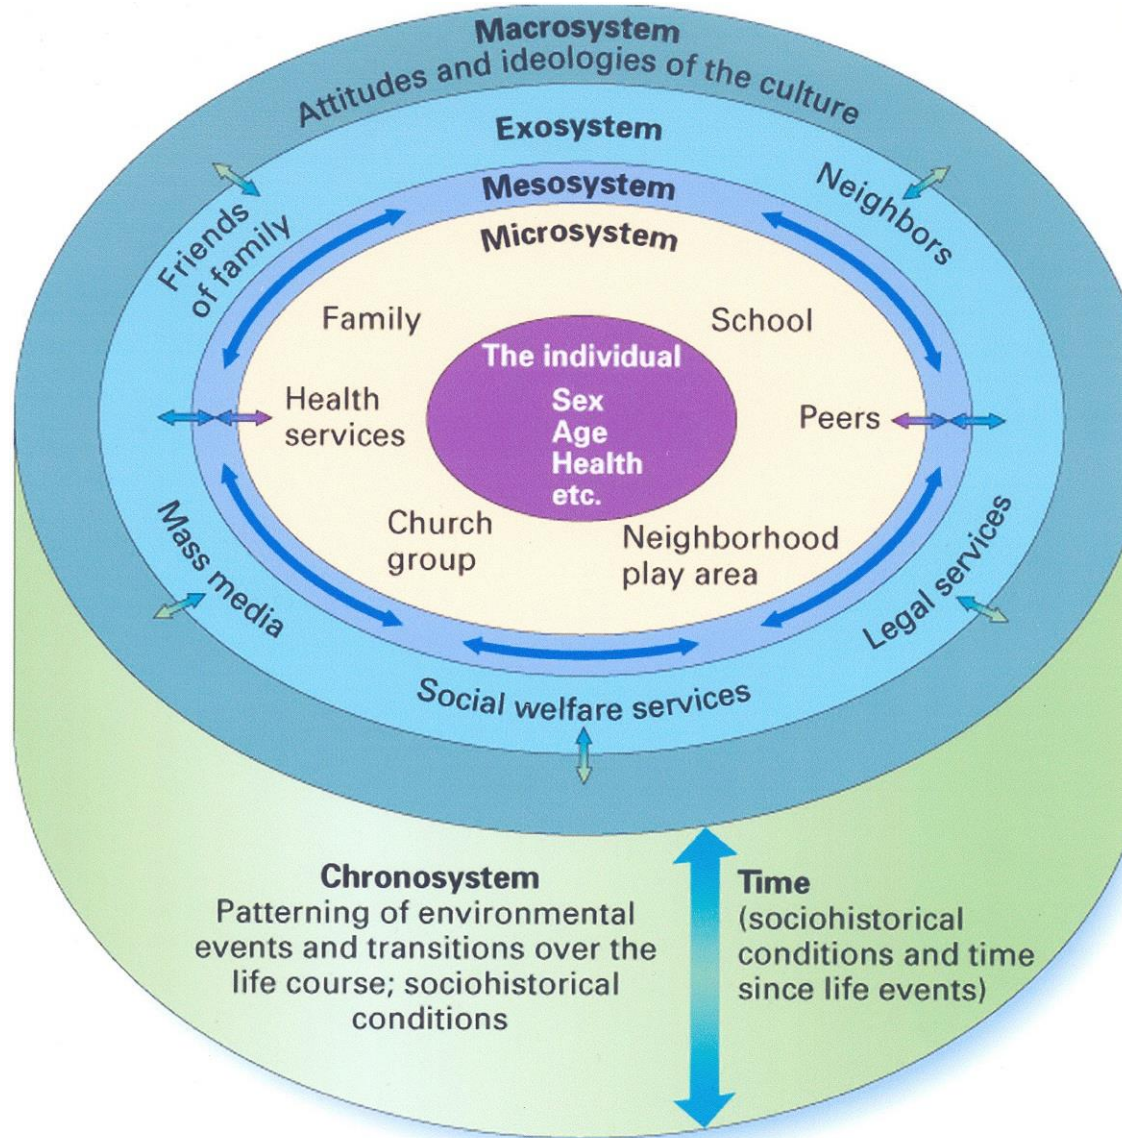 Macrosystem
Attitudes and ideologies of the culture
Exosystem
Mesosystem
Microsystem
Friends
of family
Neighbors
Family
School
The individual
Sex
Age
Health
etc.
Health
services
Peers
Church
group
Neighborhood
play area
Mass media
Legal services
Social welfare services
Chronosystem
Patterning of environmental
events and transitions over the
life course; sociohistorical
conditions
Time
(sociohistorical
conditions and time
since life events)